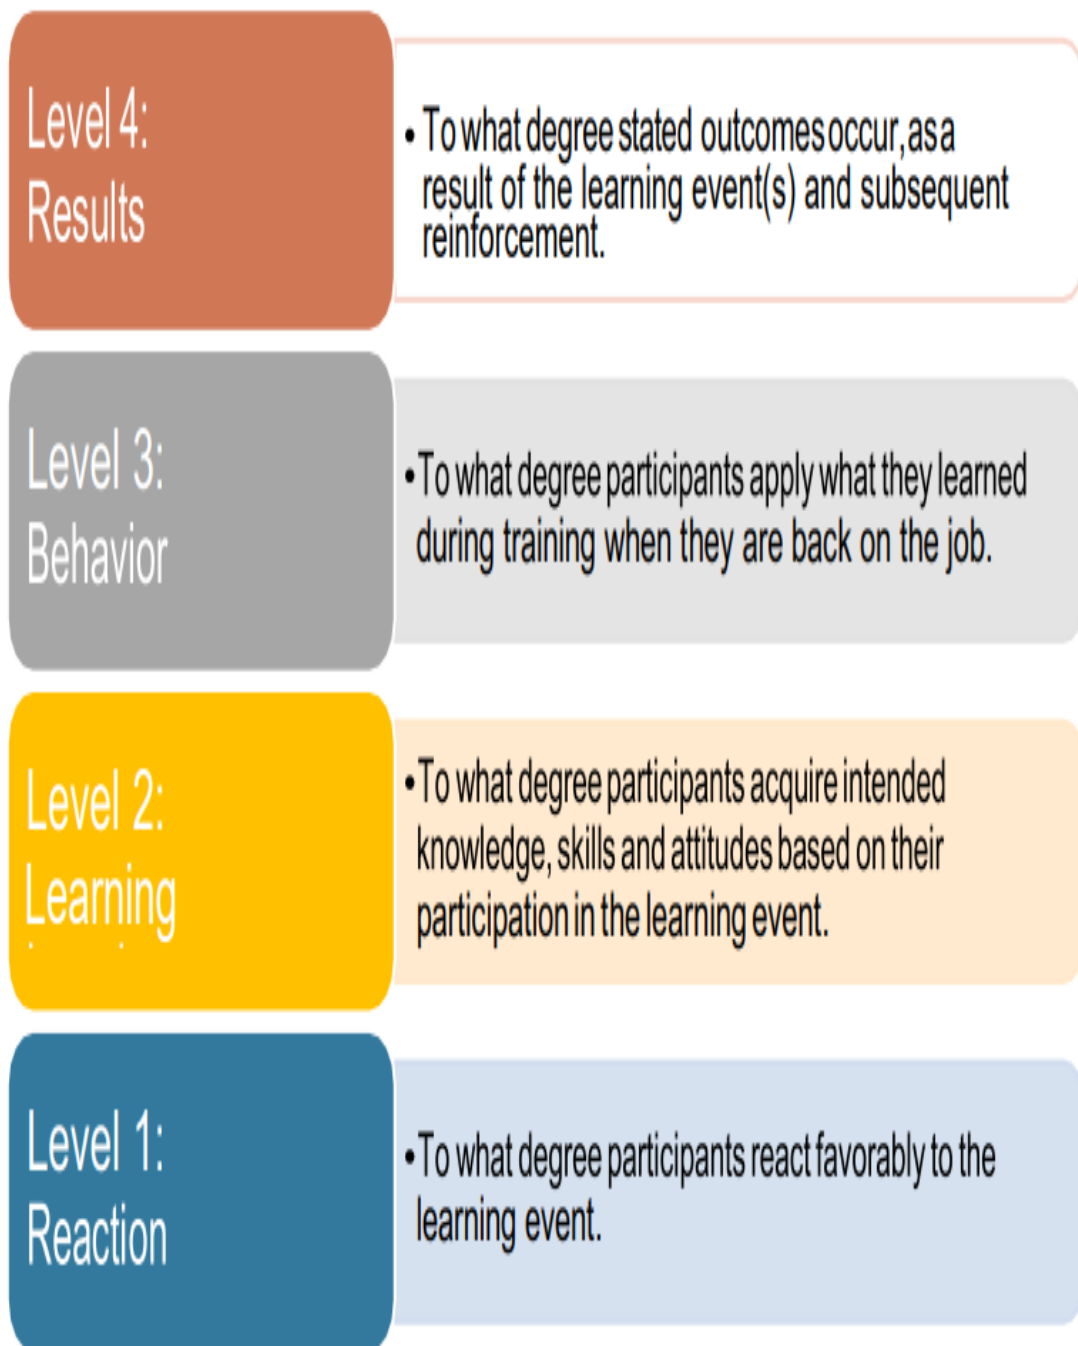 Level 4:
Results
• To what degree stated outcomes occur, as a
result of the learning event(s) and subsequent
reinforcement.
Level 3:
Behavior
• To what degree participants apply what they learned
during training when they are back on the job.
Level 2:
Learning
• To what degree participants acquire intended
knowledge, skills and attitudes based on their
participation in the learning event.
Level 1:
Reaction
• To what degree participants react favorably to the
learning event.